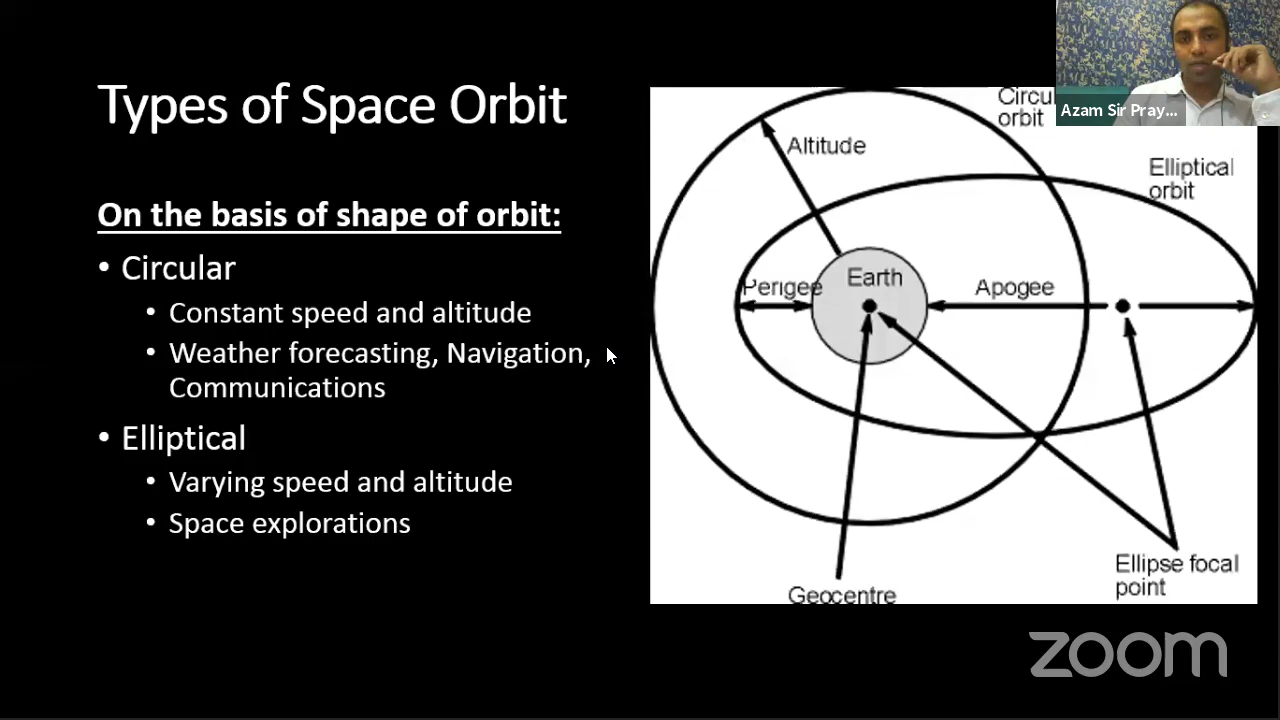 Types of Space Orbit
On the basis of shape of orbit:
• Circular
• Constant speed and altitude
• Weather forecasting, Navigation,
Communications
• Elliptical
• Varying speed and altitude
• Space explorations
orbit
Altitude
Elliptical
orbit
Perigee
Earth
Apogee
Ellipse focal
point
Geocentre
Azam Sir Pray...
zoom